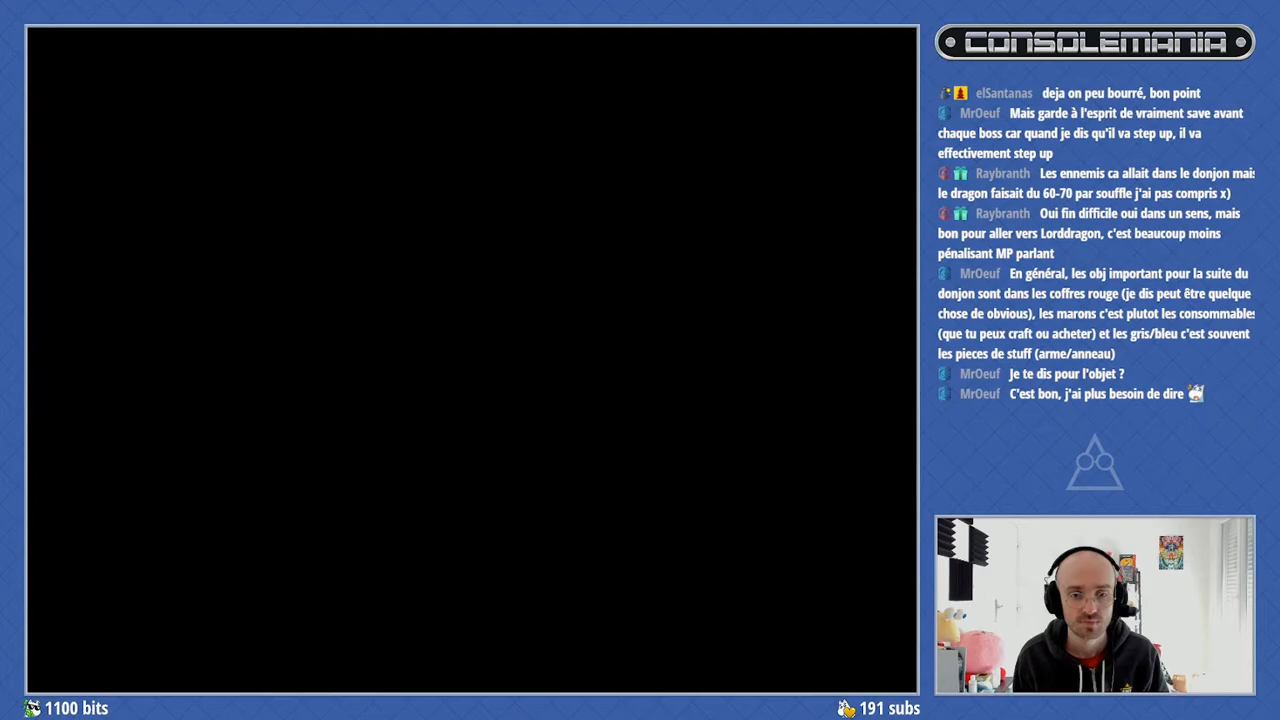 CONSOLEMANIA
elSantanas deja on peu bourré, bon point
MrOeuf Mais garde à l'esprit de vraiment save avant
chaque boss car quand je dis qu'il va step up, il va
effectivement step up
Raybranth Les ennemis ca allait dans le donjon mais
le dragon faisait du 60-70 par souffle j'ai pas compris x)
Raybranth Oui fin difficile oui dans un sens, mais
bon pour aller vers Lorddragon, c'est beaucoup moins
pénalisant MP parlant
MrOeuf En général, les obj important pour la suite du
donjon sont dans les coffres rouge (je dis peut être quelque
chose de obvious), les marons c'est plutot les consommables
(que tu peux craft ou acheter) et les gris/bleu c'est souvent
les pieces de stuff (arme/anneau)
MrOeuf Je te dis pour l'objet ?
MrOeuf C'est bon, j'ai plus besoin de dire
1100 bits
191 subs